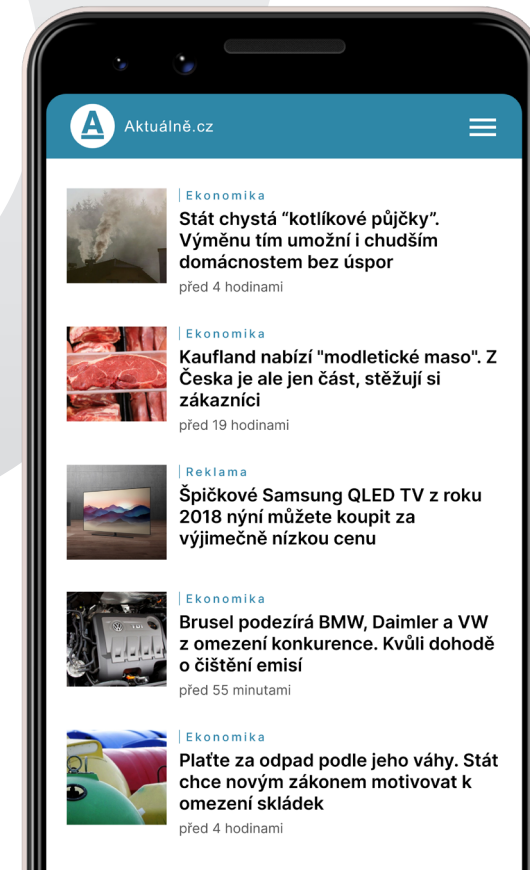 A
Aktuálně.cz
Ekonomika
Stát chystá “kotlíkové půjčky”.
Výměnu tím umožní i chudším
domácnostem bez úspor
před 4 hodinami
Ekonomika
Kaufland nabízí "modletické maso". Z
Česka je ale jen část, stěžují si
zákazníci
před 19 hodinami
Reklama
Špičkové Samsung QLED TV z roku
2018 nýní můžete koupit za
výjimečně nízkou cenu
Ekonomika
Brusel podezírá BMW, Daimler a VW
z omezení konkurence. Kvůli dohodě
o čištění emisí
před 55 minutami
TDI
Ekonomika
Plaťte za odpad podle jeho váhy. Stát
chce novým zákonem motivovat k
omezení skládek
před 4 hodinami